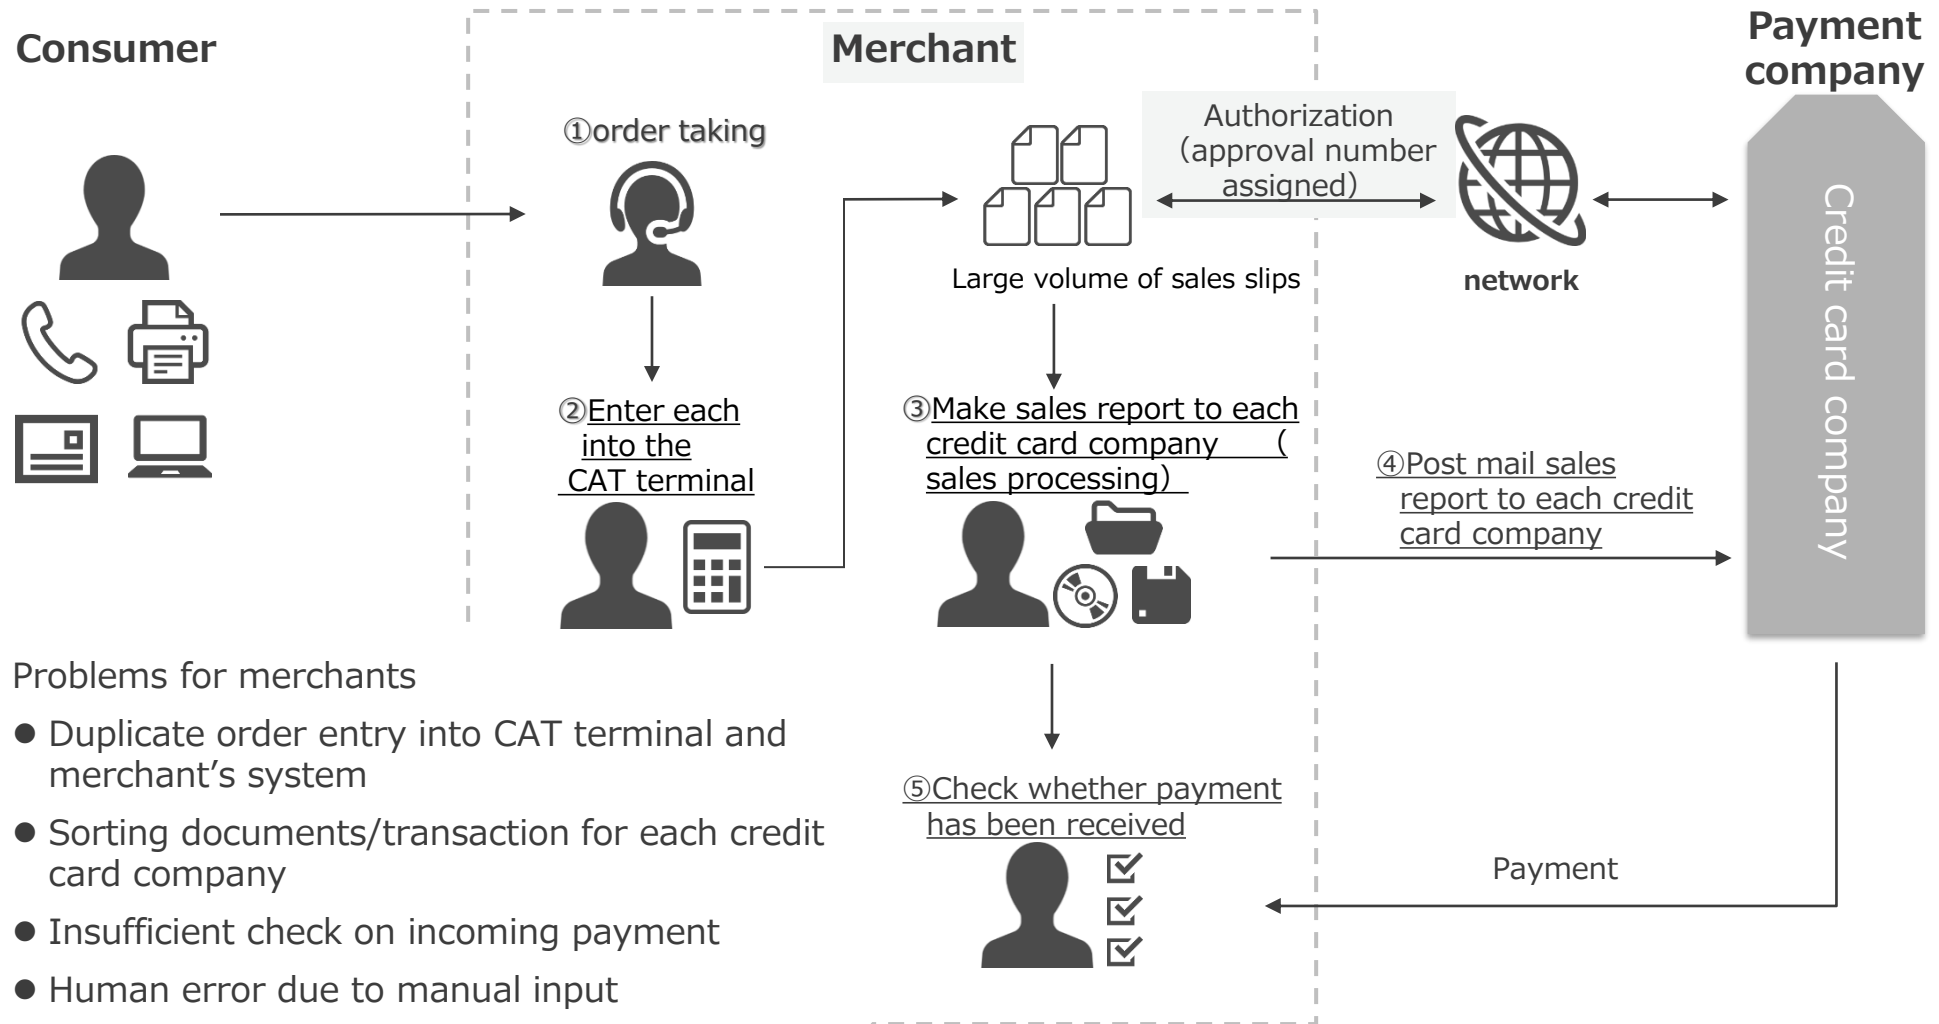 Consumer
Merchant
Payment
company
①order taking
Authorization
（approval number
assigned）
Large volume of sales slips
network
Credit card company
②Enter each
into the
CAT terminal
③Make sales report to each
credit card company （
sales processing）
④Post mail sales
report to each credit
card company
Problems for merchants
● Duplicate order entry into CAT terminal and
merchant’s system
● Sorting documents/transaction for each credit
card company
● Insufficient check on incoming payment
● Human error due to manual input
⑤Check whether payment
has been received
Payment